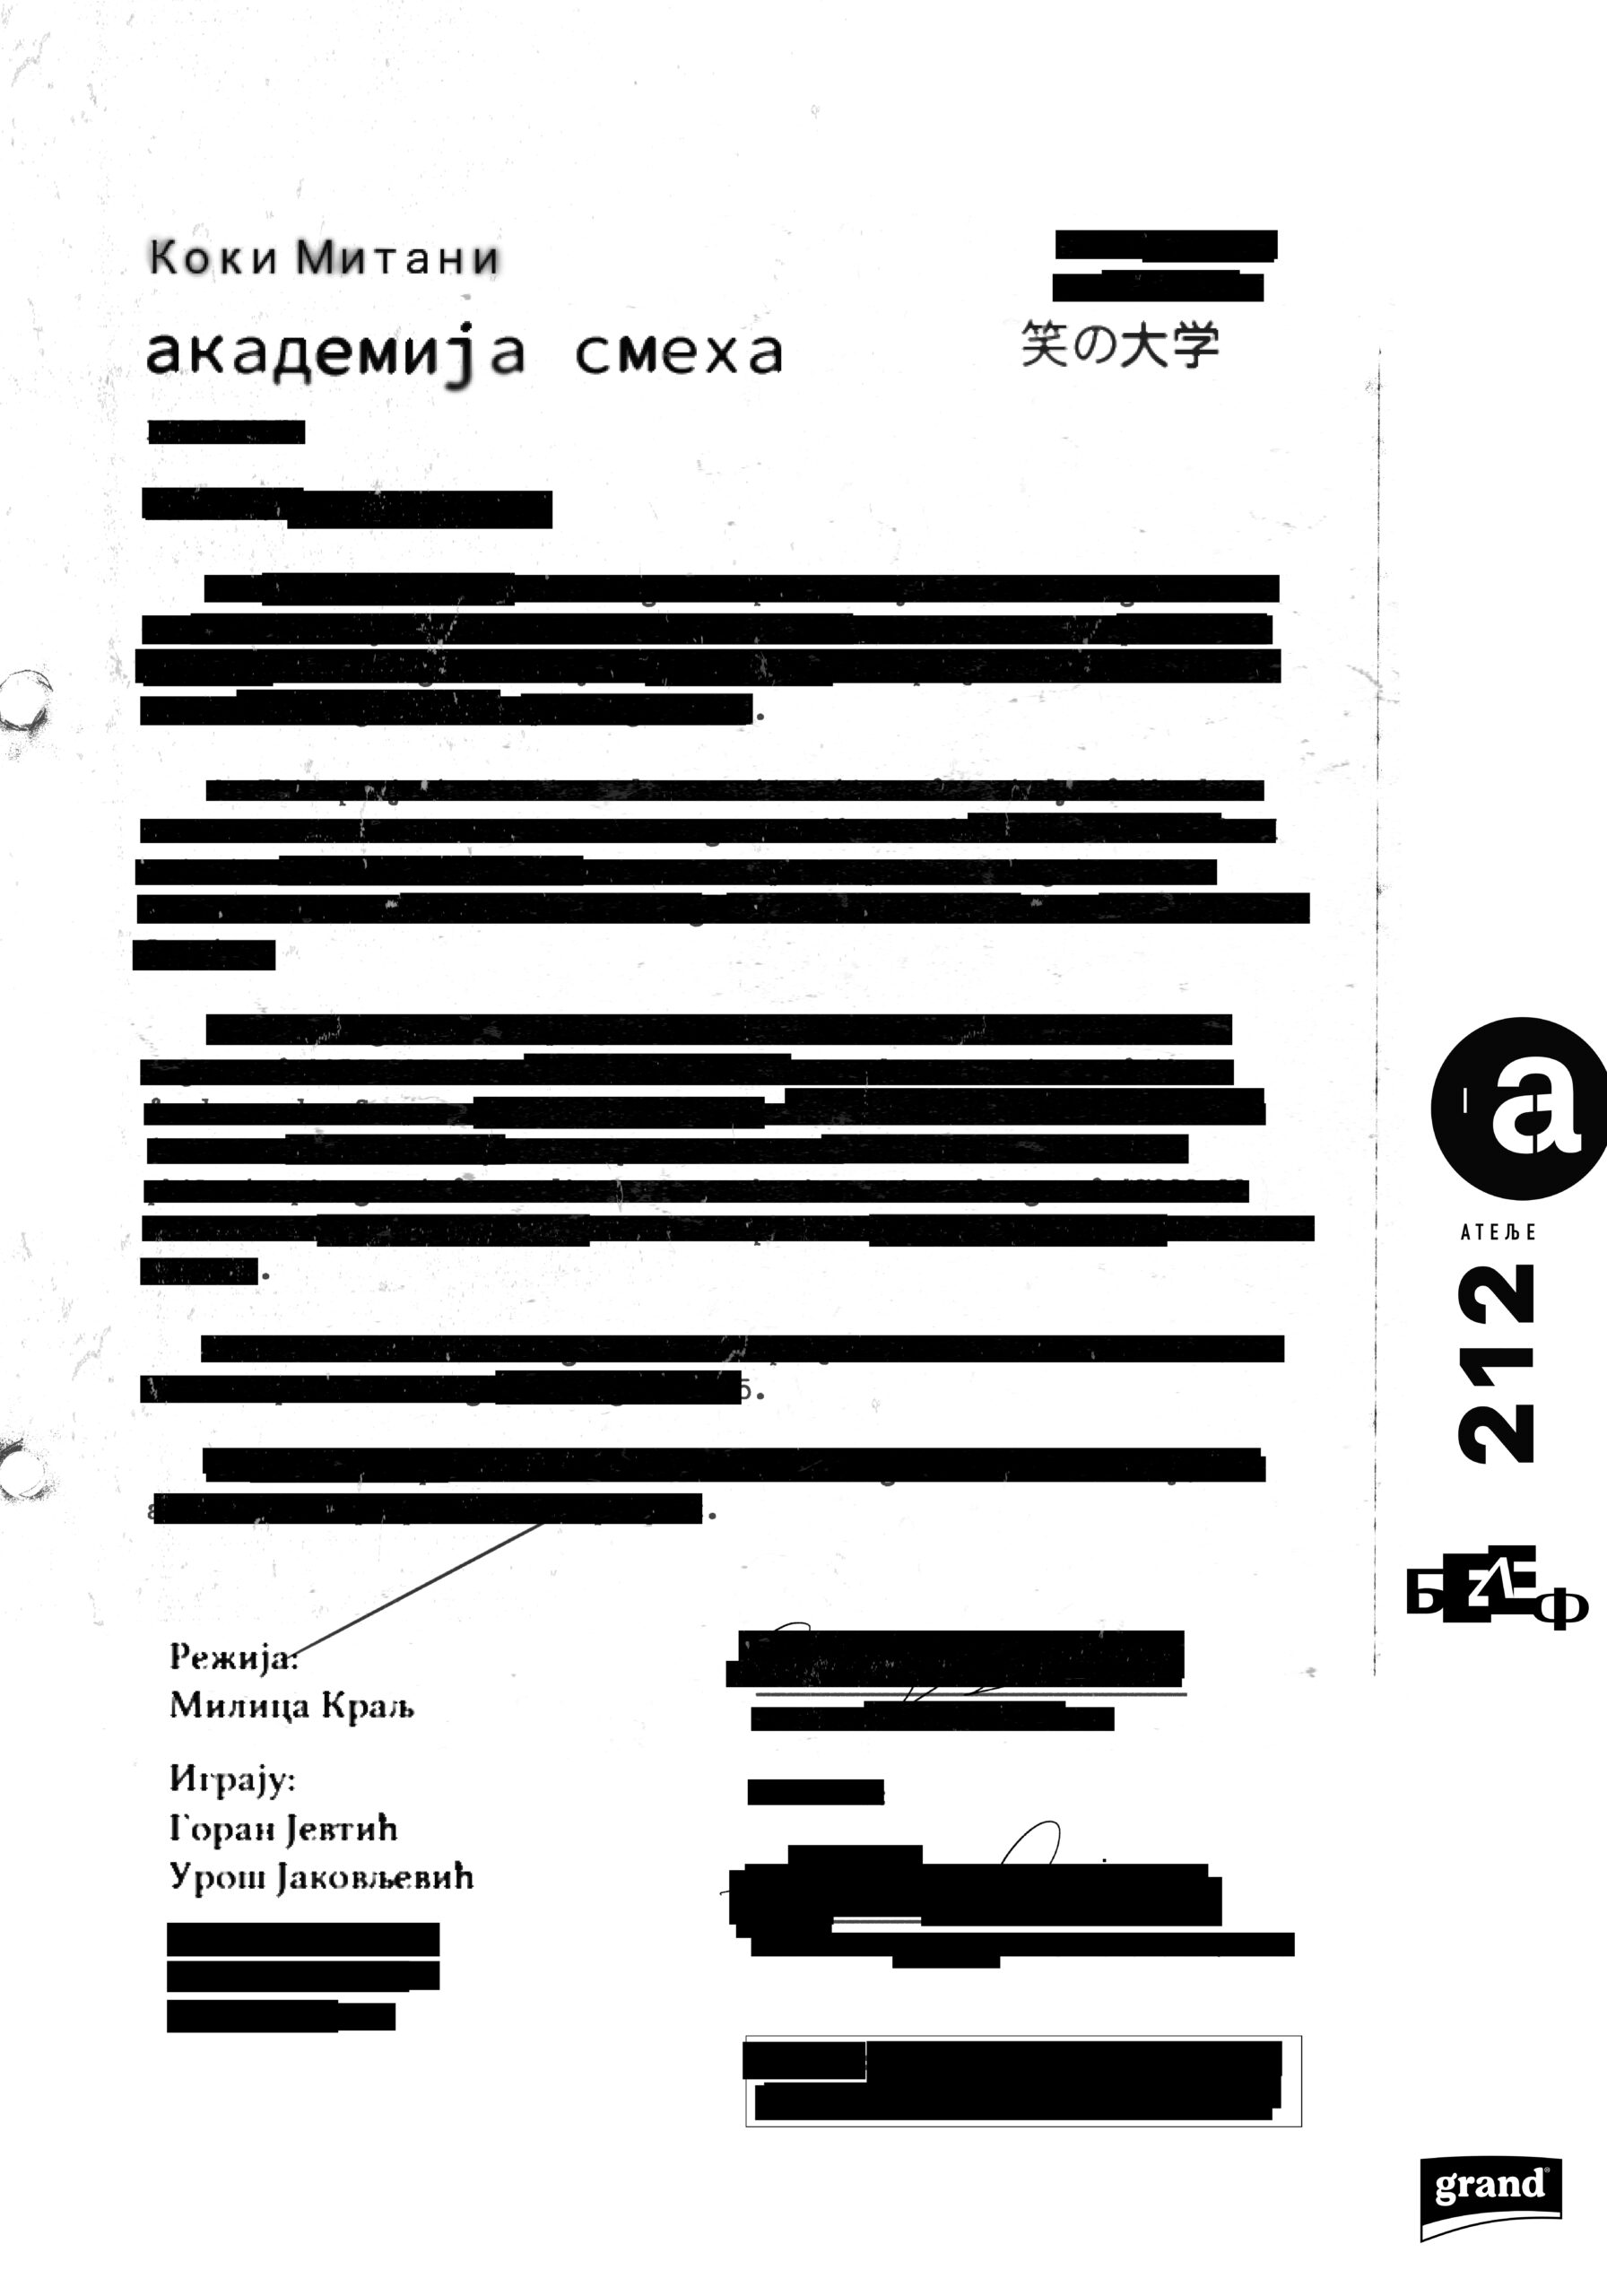 Коки Митани
академија смеха
笑の大学
Режија:
Милица Краљ
Играју:
Горан Јевтић
Урош Јаковљевић
a
АТЕЉЕ
212
БЕЛЕФ
grand